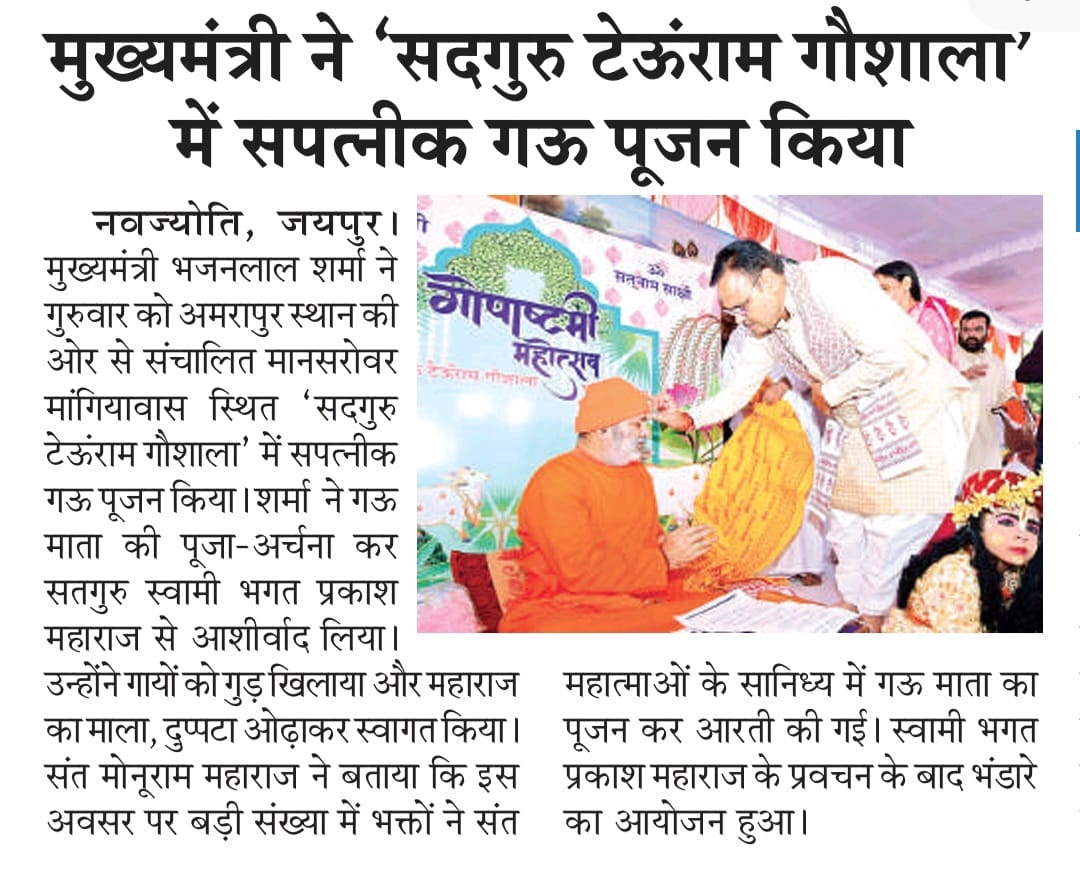 मुख्यमंत्री ने ‘सदगुरु टेऊंराम गौशाला’
में सपत्नीक गऊ पूजन किया
नवज्योति, जयपुर।
मुख्यमंत्री भजनलाल शर्मा ने
गुरुवार को अमरापुर स्थान की
ओर से संचालित मानसरोवर
मांगियावास स्थित ‘सदगुरु
टेऊंराम गौशाला’ में सपत्नीक
गऊ पूजन किया। शर्मा ने गऊ
माता की पूजा-अर्चना कर
सतगुरु स्वामी भगत प्रकाश
महाराज से आशीर्वाद लिया।
उन्होंने गायों को गुड़ खिलाया और महाराज
का माला, दुप्पटा ओढ़ाकर स्वागत किया।
संत मोनूराम महाराज ने बताया कि इस
अवसर पर बड़ी संख्या में भक्तों ने संत
महात्माओं के सानिध्य में गऊ माता का
पूजन कर आरती की गई। स्वामी भगत
प्रकाश महाराज के प्रवचन के बाद भंडारे
का आयोजन हुआ।
ॐ
सतनाम साक्षी
गोपाष्टमी
महोत्सव
टेऊंराम गौशाला